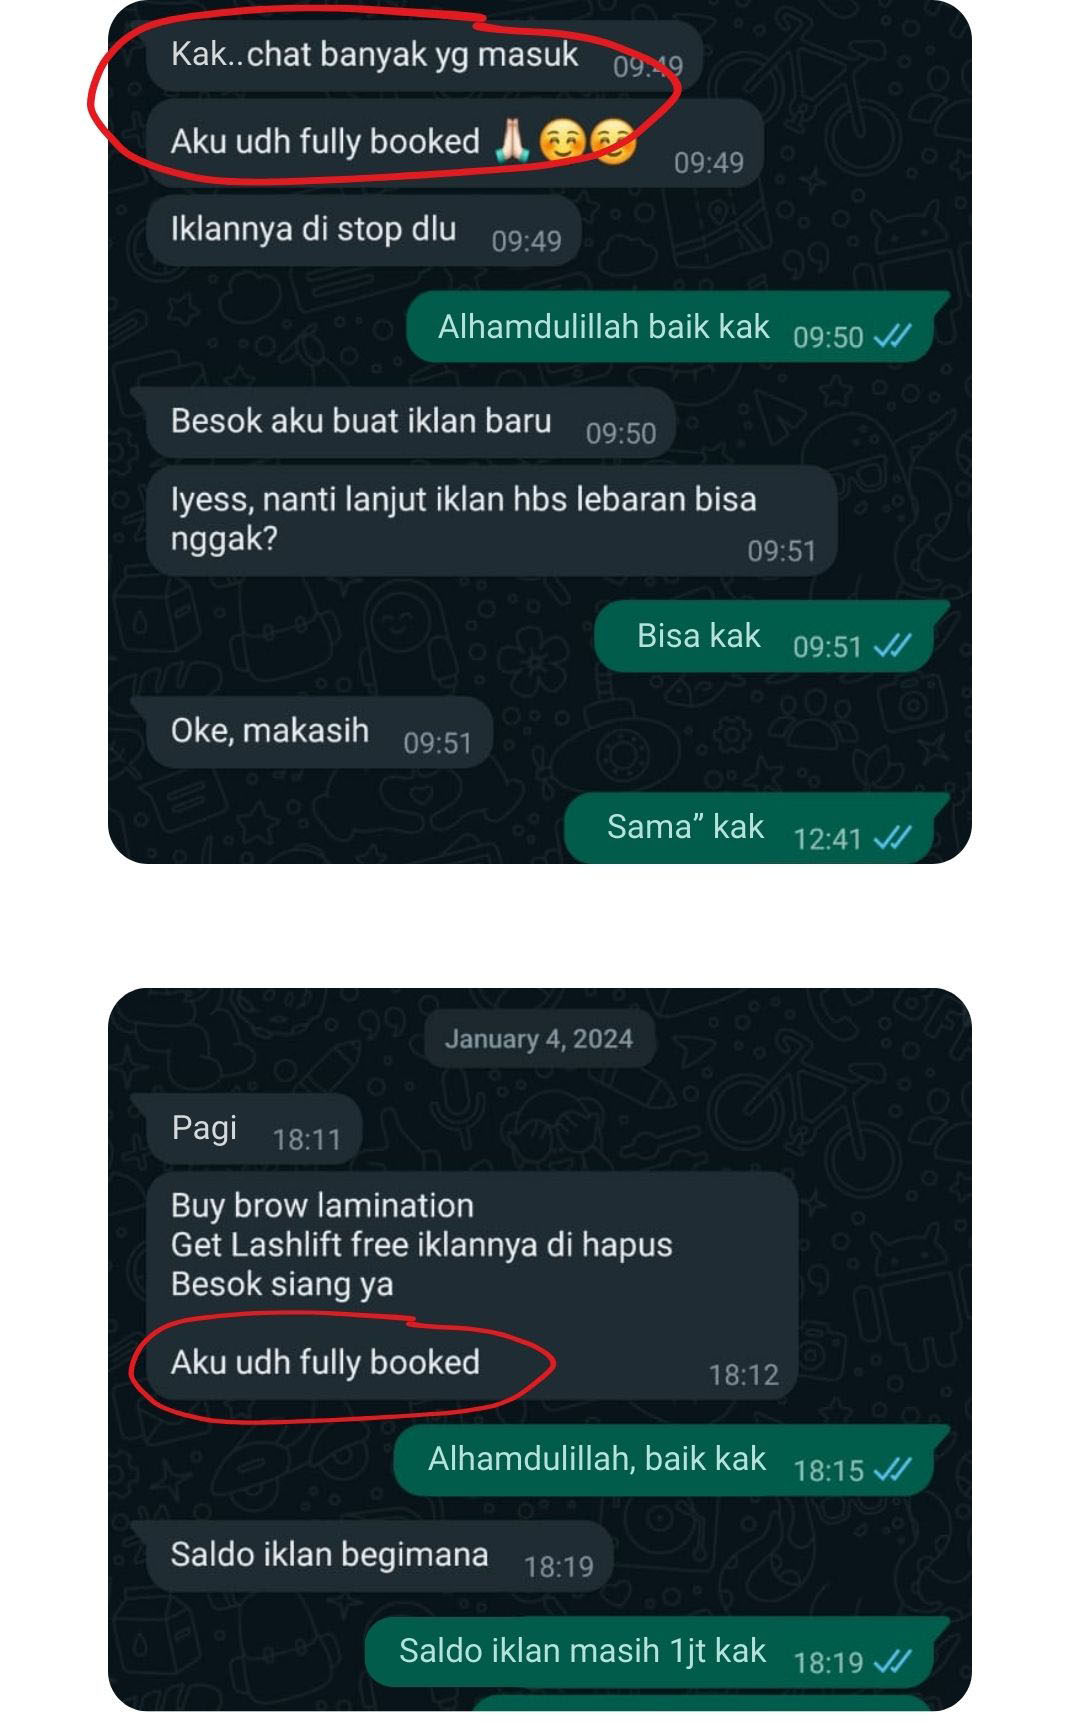 Kak..chat banyak yg masuk 09:49
Aku udh fully booked 🙏🏻☺️☺️ 09:49
Iklannya di stop dlu 09:49
Alhamdulillah baik kak 09:50
Besok aku buat iklan baru 09:50
Iyess, nanti lanjut iklan hbs lebaran bisa
nggak? 09:51
Bisa kak 09:51
Oke, makasih 09:51
Sama” kak 12:41
January 4, 2024
Pagi 18:11
Buy brow lamination
Get Lashlift free iklannya di hapus
Besok siang ya
Aku udh fully booked 18:12
Alhamdulillah, baik kak 18:15
Saldo iklan begimana 18:19
Saldo iklan masih 1jt kak 18:19